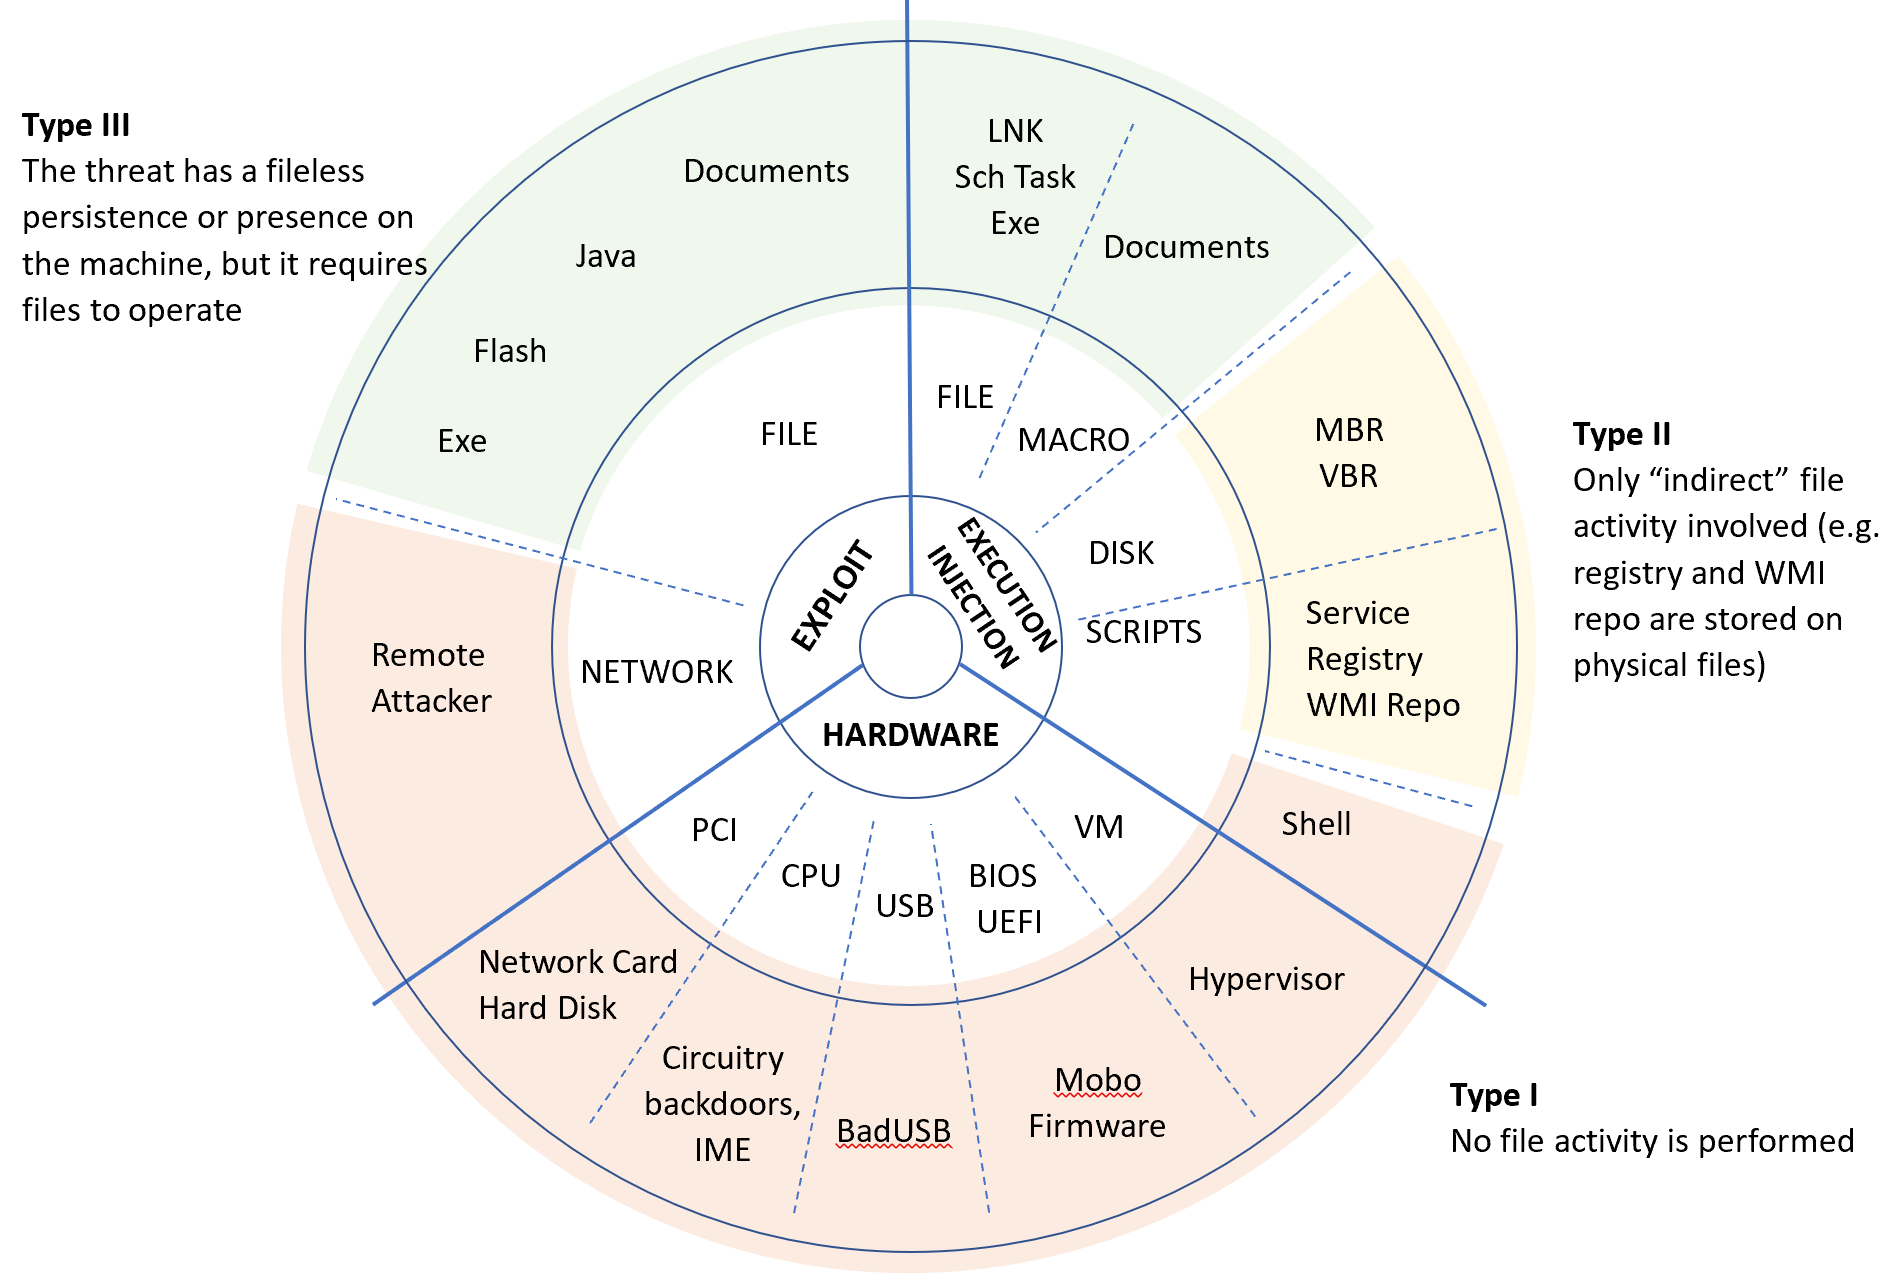 Type III
The threat has a fileless
persistence or presence on
the machine, but it requires
files to operate
Documents
Java
Flash
Exe
LNK
Sch Task
Exe
Documents
FILE
FILE
MACRO
MBR
VBR
DISK
SCRIPTS
Service
Registry
WMI Repo
Type II
Only “indirect” file
activity involved (e.g.
registry and WMI
repo are stored on
physical files)
EXPLOIT
EXECUTION
INJECTION
HARDWARE
Remote
Attacker
NETWORK
PCI
CPU
USB
BIOS
UEFI
VM
Shell
Hypervisor
Network Card
Hard Disk
Circuitry
backdoors,
IME
BadUSB
Mobo
Firmware
Type I
No file activity is performed